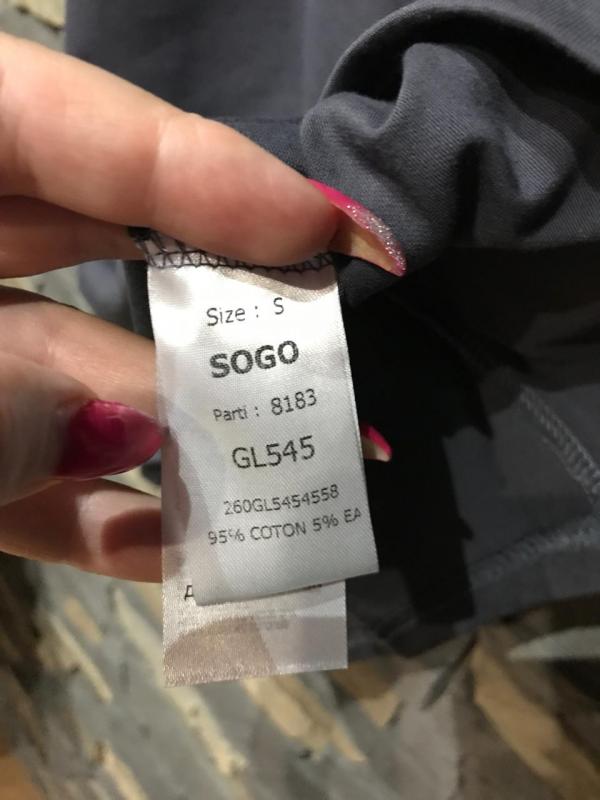 Size : S
SOGO
Parti : 8183
GL545
260GL5454558
95% COTON 5% EA